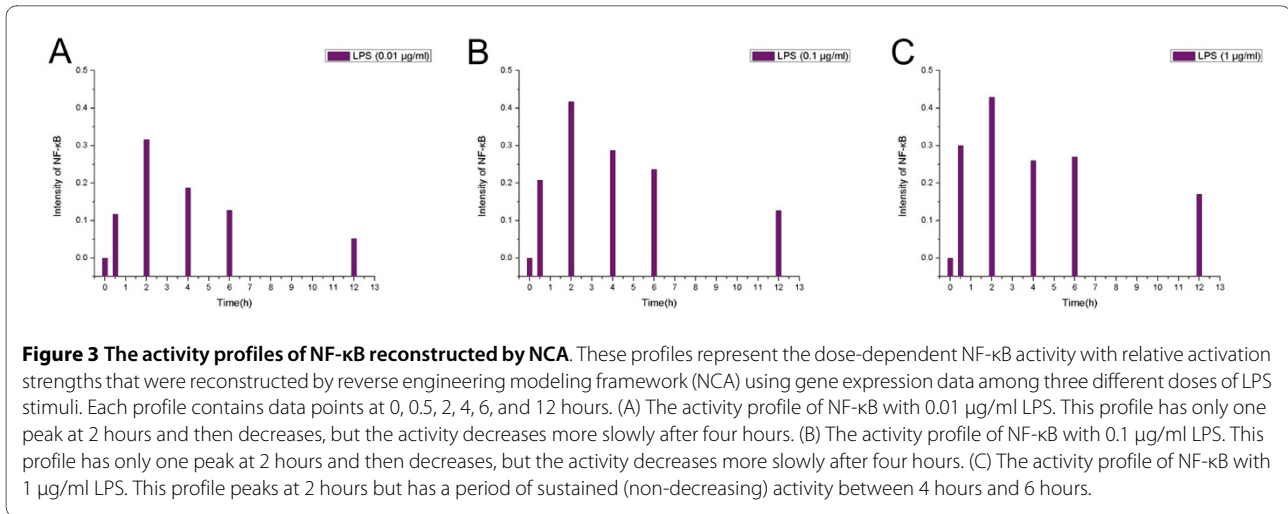 A
LPS (0.01 µg/ml)
0.5
0.4
0.3
0.2
0.1
0.0
Intensity of NF-κB
0 1 2 3 4 5 6 7 8 9 10 11 12 13
Time(h)
B
LPS (0.1 µg/ml)
0.5
0.4
0.3
0.2
0.1
0.0
Intensity of NF-κB
0 1 2 3 4 5 6 7 8 9 10 11 12 13
Time(h)
C
LPS (1 µg/ml)
0.5
0.4
0.3
0.2
0.1
0.0
Intensity of NF-κB
0 1 2 3 4 5 6 7 8 9 10 11 12 13
Time(h)
Figure 3 The activity profiles of NF-κB reconstructed by NCA. These profiles represent the dose-dependent NF-κB activity with relative activation
strengths that were reconstructed by reverse engineering modeling framework (NCA) using gene expression data among three different doses of LPS
stimuli. Each profile contains data points at 0, 0.5, 2, 4, 6, and 12 hours. (A) The activity profile of NF-κB with 0.01 µg/ml LPS. This profile has only one
peak at 2 hours and then decreases, but the activity decreases more slowly after four hours. (B) The activity profile of NF-κB with 0.1 µg/ml LPS. This
profile has only one peak at 2 hours and then decreases, but the activity decreases more slowly after four hours. (C) The activity profile of NF-κB with
1 µg/ml LPS. This profile peaks at 2 hours but has a period of sustained (non-decreasing) activity between 4 hours and 6 hours.